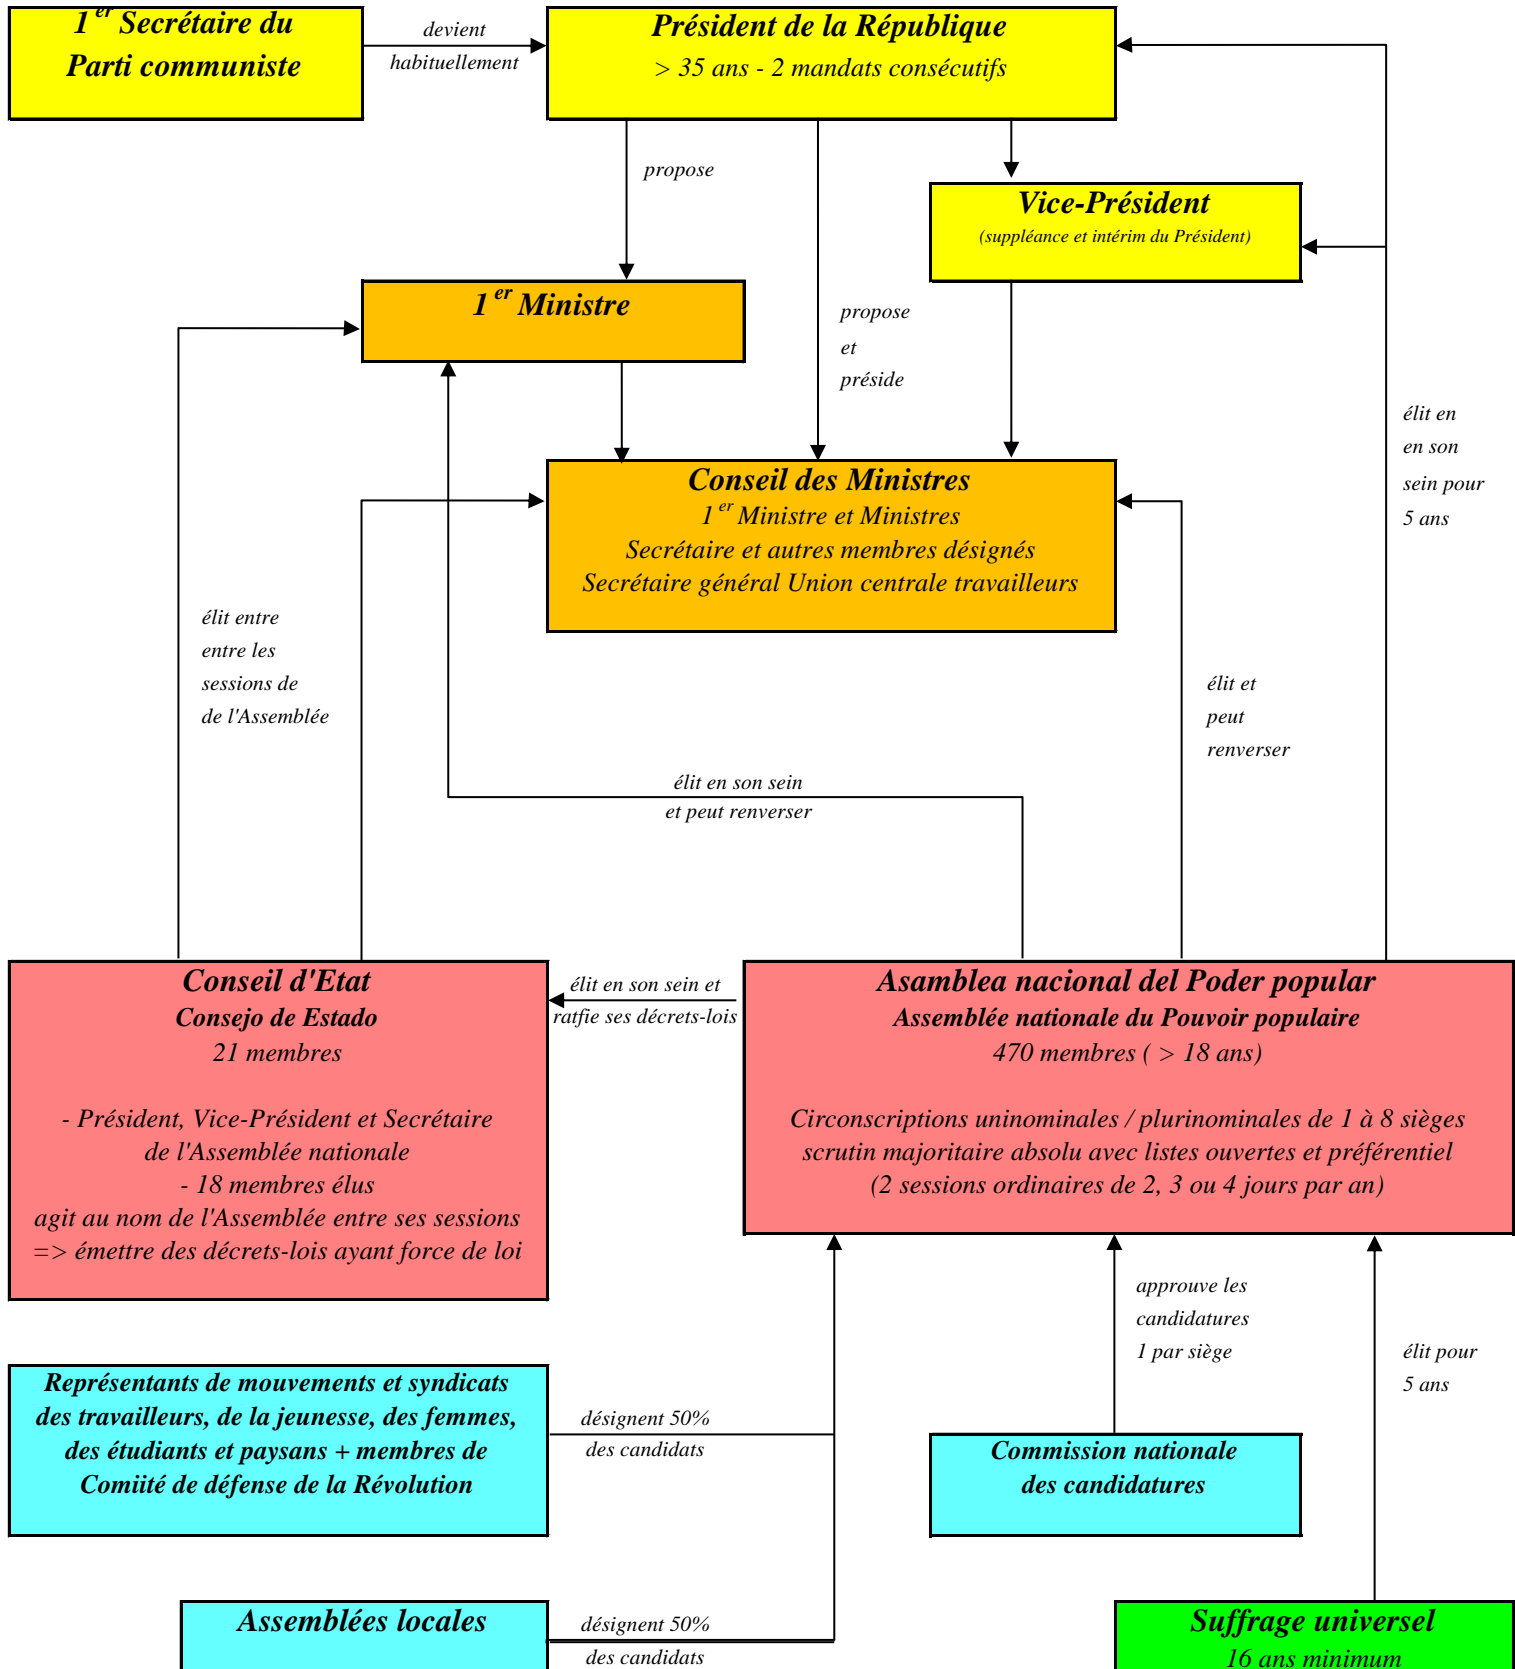 1er Secrétaire du
Parti communiste
devient
habituellement
Président de la République
> 35 ans - 2 mandats consécutifs
propose
Vice-Président
(suppléance et intérim du Président)
1er Ministre
propose
et
préside
élit en
en son
sein pour
5 ans
Conseil des Ministres
1er Ministre et Ministres
Secrétaire et autres membres désignés
Secrétaire général Union centrale travailleurs
élit entre
entre les
sessions de
de l'Assemblée
élit et
peut
renverser
élit en son sein
et peut renverser
Conseil d'Etat
Consejo de Estado
21 membres
- Président, Vice-Président et Secrétaire
de l'Assemblée nationale
- 18 membres élus
agit au nom de l'Assemblée entre ses sessions
=> émettre des décrets-lois ayant force de loi
élit en son sein et
ratfie ses décrets-lois
Asamblea nacional del Poder popular
Assemblée nationale du Pouvoir populaire
470 membres ( > 18 ans)
Circonscriptions uninominales / plurinominales de 1 à 8 sièges
scrutin majoritaire absolu avec listes ouvertes et préférentiel
(2 sessions ordinaires de 2, 3 ou 4 jours par an)
approuve les
candidatures
1 par siège
élit pour
5 ans
Représentants de mouvements et syndicats
des travailleurs, de la jeunesse, des femmes,
des étudiants et paysans + membres de
Comiité de défense de la Révolution
désignent 50%
des candidats
Commission nationale
des candidatures
Assemblées locales
désignent 50%
des candidats
Suffrage universel
16 ans minimum